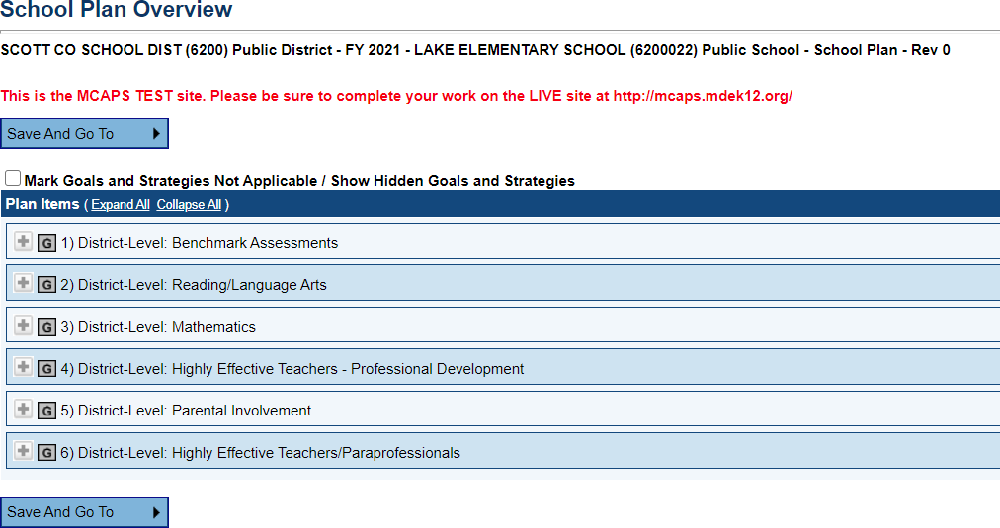 School Plan Overview
SCOTT CO SCHOOL DIST (6200) Public District - FY 2021 - LAKE ELEMENTARY SCHOOL (6200022) Public School - School Plan - Rev 0
This is the MCAPS TEST site. Please be sure to complete your work on the LIVE site at http://mcaps.mdek12.org/
Save And Go To
Mark Goals and Strategies Not Applicable / Show Hidden Goals and Strategies
Plan Items ( Expand All Collapse All )
G 1) District-Level: Benchmark Assessments
G 2) District-Level: Reading/Language Arts
G 3) District-Level: Mathematics
G 4) District-Level: Highly Effective Teachers - Professional Development
G 5) District-Level: Parental Involvement
G 6) District-Level: Highly Effective Teachers/Paraprofessionals
Save And Go To